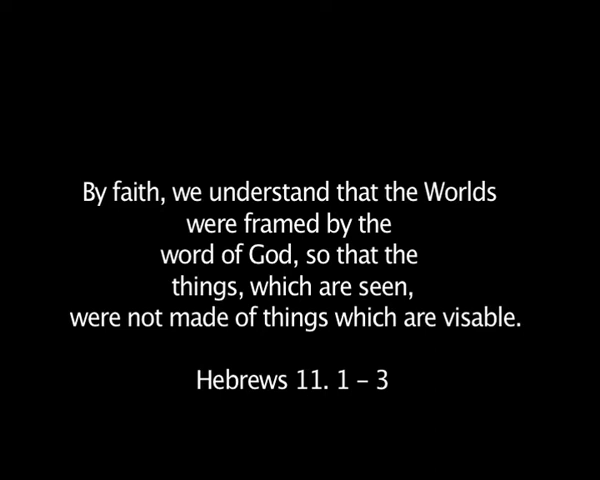 By faith, we understand that the Worlds
were framed by the
word of God, so that the
things, which are seen,
were not made of things which are visable.
Hebrews 11. 1 – 3